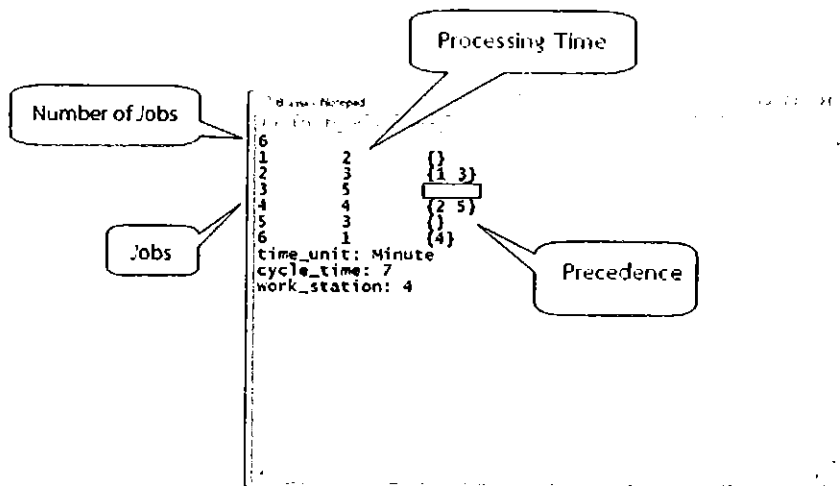 Processing Time
Number of Jobs
Notepad
6
1 2 {}
2 3 {1 3}
3 5
4 4 {2 5}
5 3 {}
6 1 {4}
time_unit: Minute
cycle_time: 7
work_station: 4
Jobs
Precedence